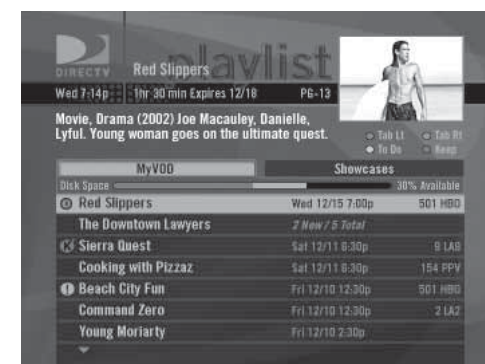 DIRECTV
playlist
Red Slippers
Wed 7:14p 1hr 30 min Expires 12/18 PG-13
Movie, Drama (2002) Joe Macauley, Danielle,
Lyful. Young woman goes on the ultimate quest.
Tab Lt Tab Rt
To Do Keep
MyVOD Showcases
Disk Space 30% Available
Red Slippers Wed 12/15 7:00p 501 HBO
The Downtown Lawyers 2 New / 5 Total
K Sierra Quest Sat 12/11 8:30p 9 LA9
Cooking with Pizzaz Sat 12/11 8:30p 154 PPV
! Beach City Fun Fri 12/10 12:30p 501 HBO
Command Zero Fri 12/10 12:30p 2 LA2
Young Moriarty Fri 12/10 2:30p